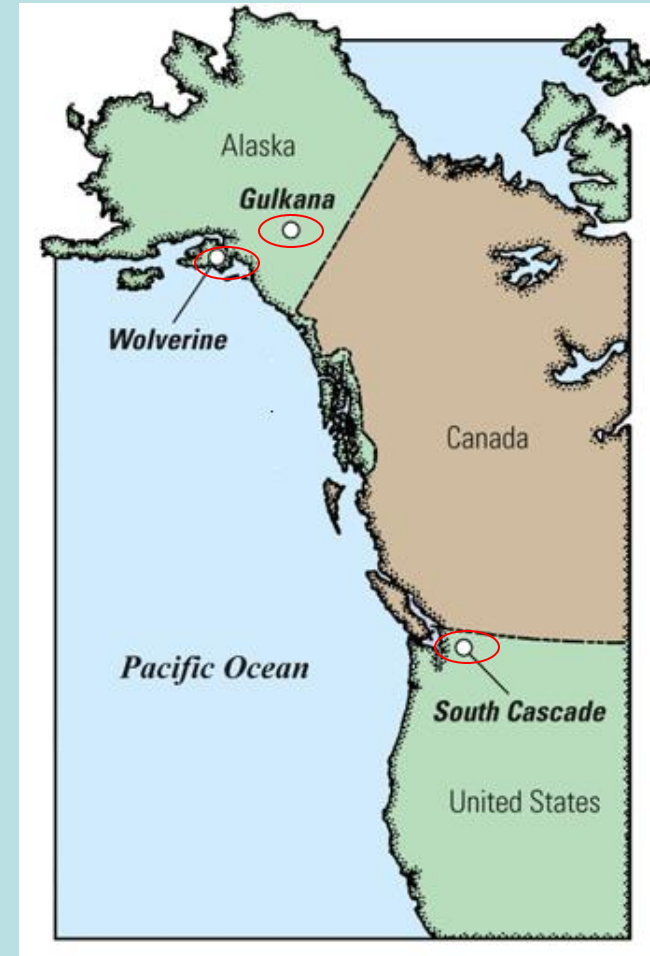 Alaska
Gulkana
Wolverine
Canada
Pacific Ocean
South Cascade
United States